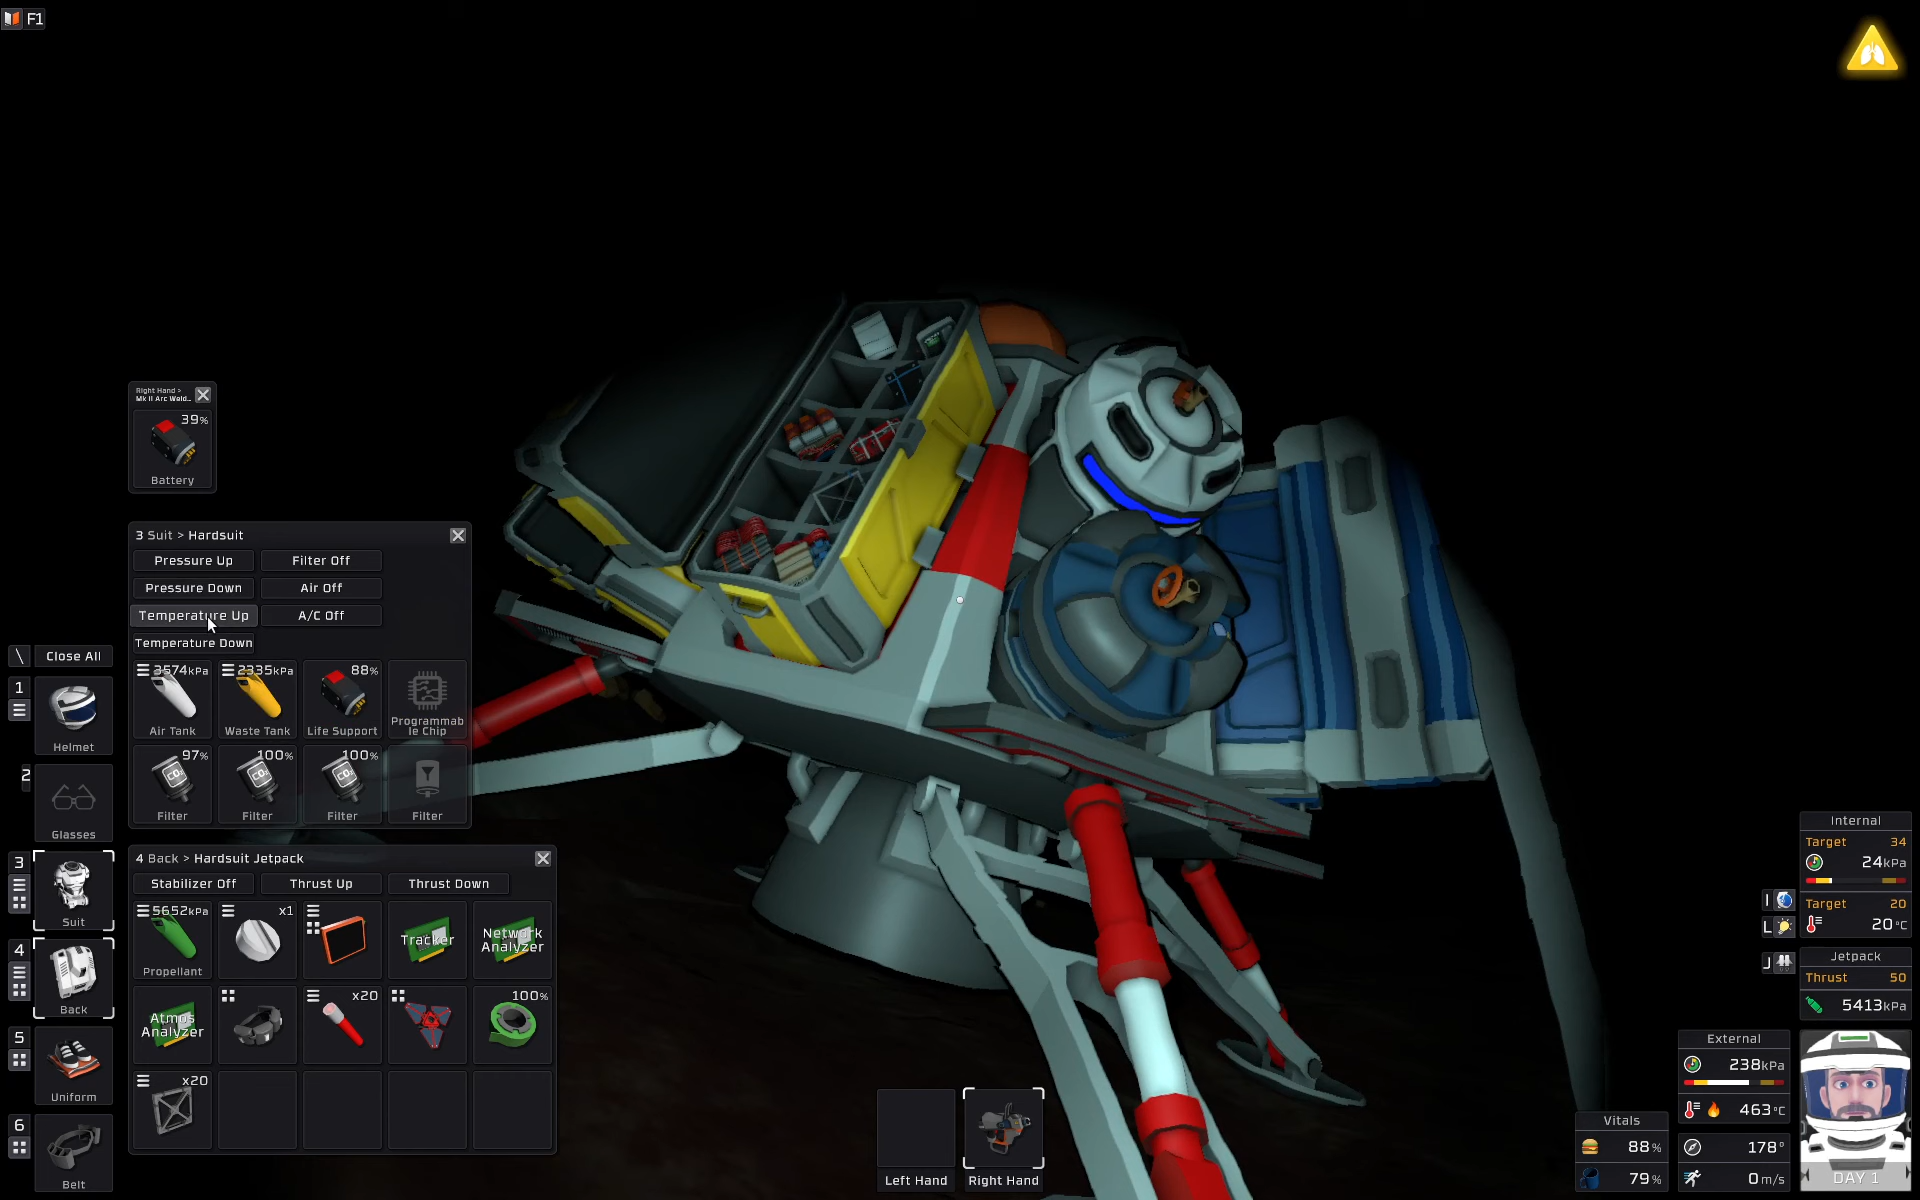 F1
Right Hand >
Mk II Arc Weld..
39%
Battery
3 Suit > Hardsuit
Pressure Up
Filter Off
Pressure Down
Air Off
Temperature Up
A/C Off
Temperature Down
3574kPa
2335kPa
88%
Air Tank
Waste Tank
Life Support
Programmab
le Chip
97%
100%
100%
CO₂
CO₂
CO₂
Filter
Filter
Filter
Filter
4 Back > Hardsuit Jetpack
Stabilizer Off
Thrust Up
Thrust Down
5652kPa
x1
Tracker
Network
Analyzer
Propellant
Atmos
Analyzer
x20
100%
x20
\
Close All
1
Helmet
2
Glasses
3
Suit
4
Back
5
Uniform
6
Belt
Left Hand
Right Hand
Internal
Target 34
24kPa
Target 20
20°C
I
L
J
Jetpack
Thrust 50
5413kPa
External
238kPa
463°C
178°
0m/s
Vitals
88%
79%
DAY 1